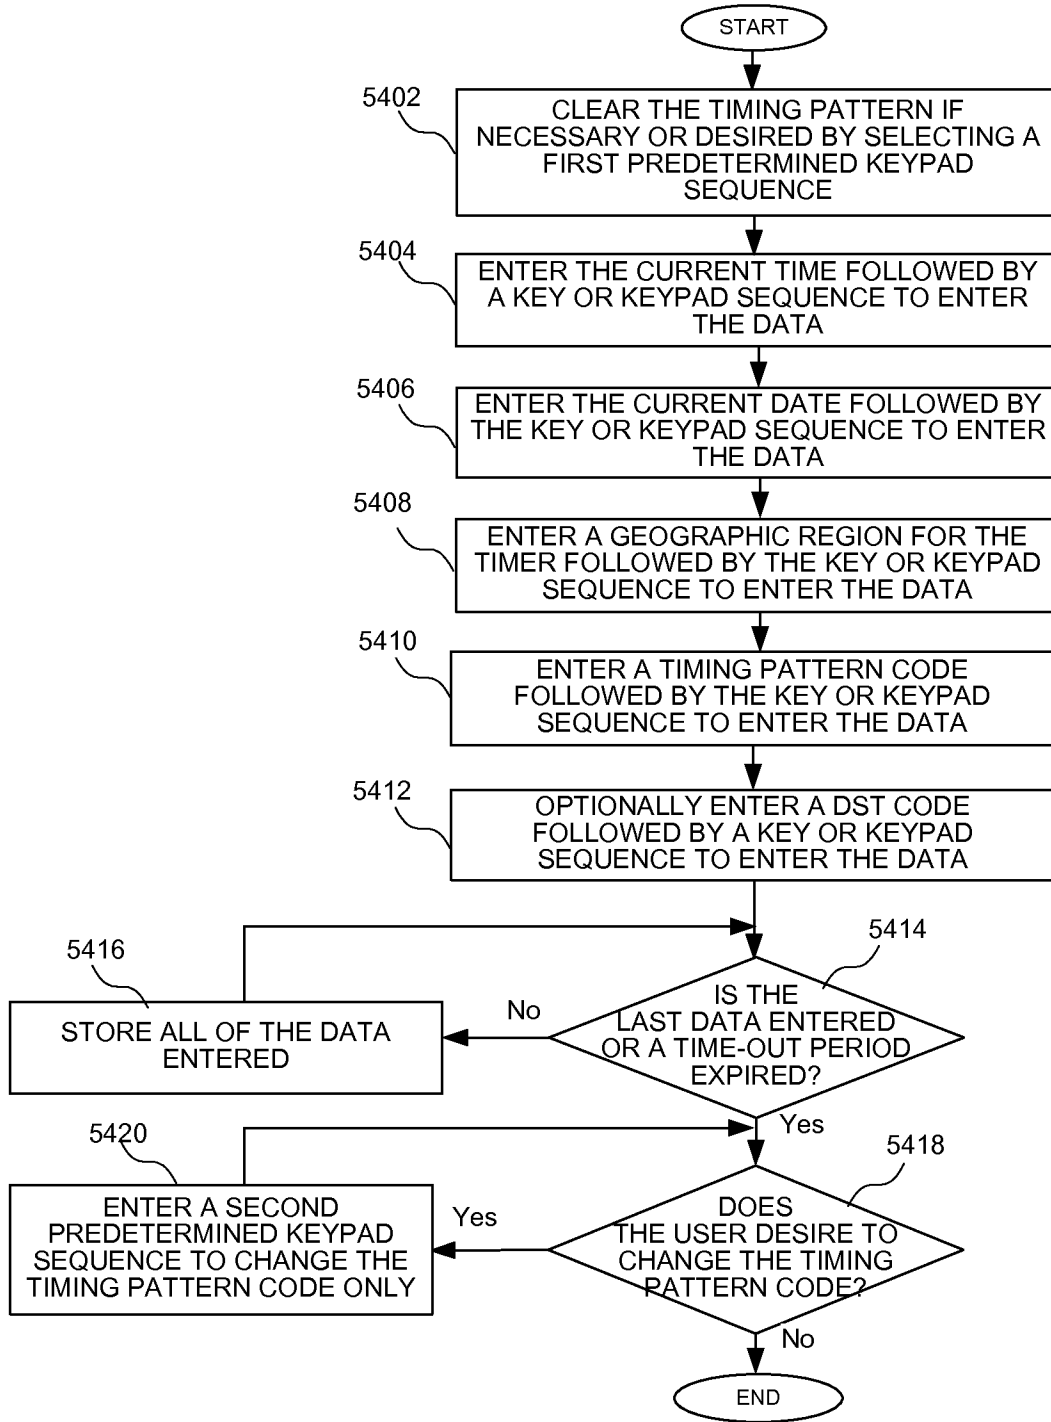 START
5402
CLEAR THE TIMING PATTERN IF
NECESSARY OR DESIRED BY SELECTING A
FIRST PREDETERMINED KEYPAD
SEQUENCE
5404
ENTER THE CURRENT TIME FOLLOWED BY
A KEY OR KEYPAD SEQUENCE TO ENTER
THE DATA
5406
ENTER THE CURRENT DATE FOLLOWED BY
THE KEY OR KEYPAD SEQUENCE TO ENTER
THE DATA
5408
ENTER A GEOGRAPHIC REGION FOR THE
TIMER FOLLOWED BY THE KEY OR KEYPAD
SEQUENCE TO ENTER THE DATA
5410
ENTER A TIMING PATTERN CODE
FOLLOWED BY THE KEY OR KEYPAD
SEQUENCE TO ENTER THE DATA
5412
OPTIONALLY ENTER A DST CODE
FOLLOWED BY A KEY OR KEYPAD
SEQUENCE TO ENTER THE DATA
5414
IS THE
LAST DATA ENTERED
OR A TIME-OUT PERIOD
EXPIRED?
No
5416
STORE ALL OF THE DATA
ENTERED
Yes
5418
DOES
THE USER DESIRE TO
CHANGE THE TIMING
PATTERN CODE?
Yes
5420
ENTER A SECOND
PREDETERMINED KEYPAD
SEQUENCE TO CHANGE THE
TIMING PATTERN CODE ONLY
No
END